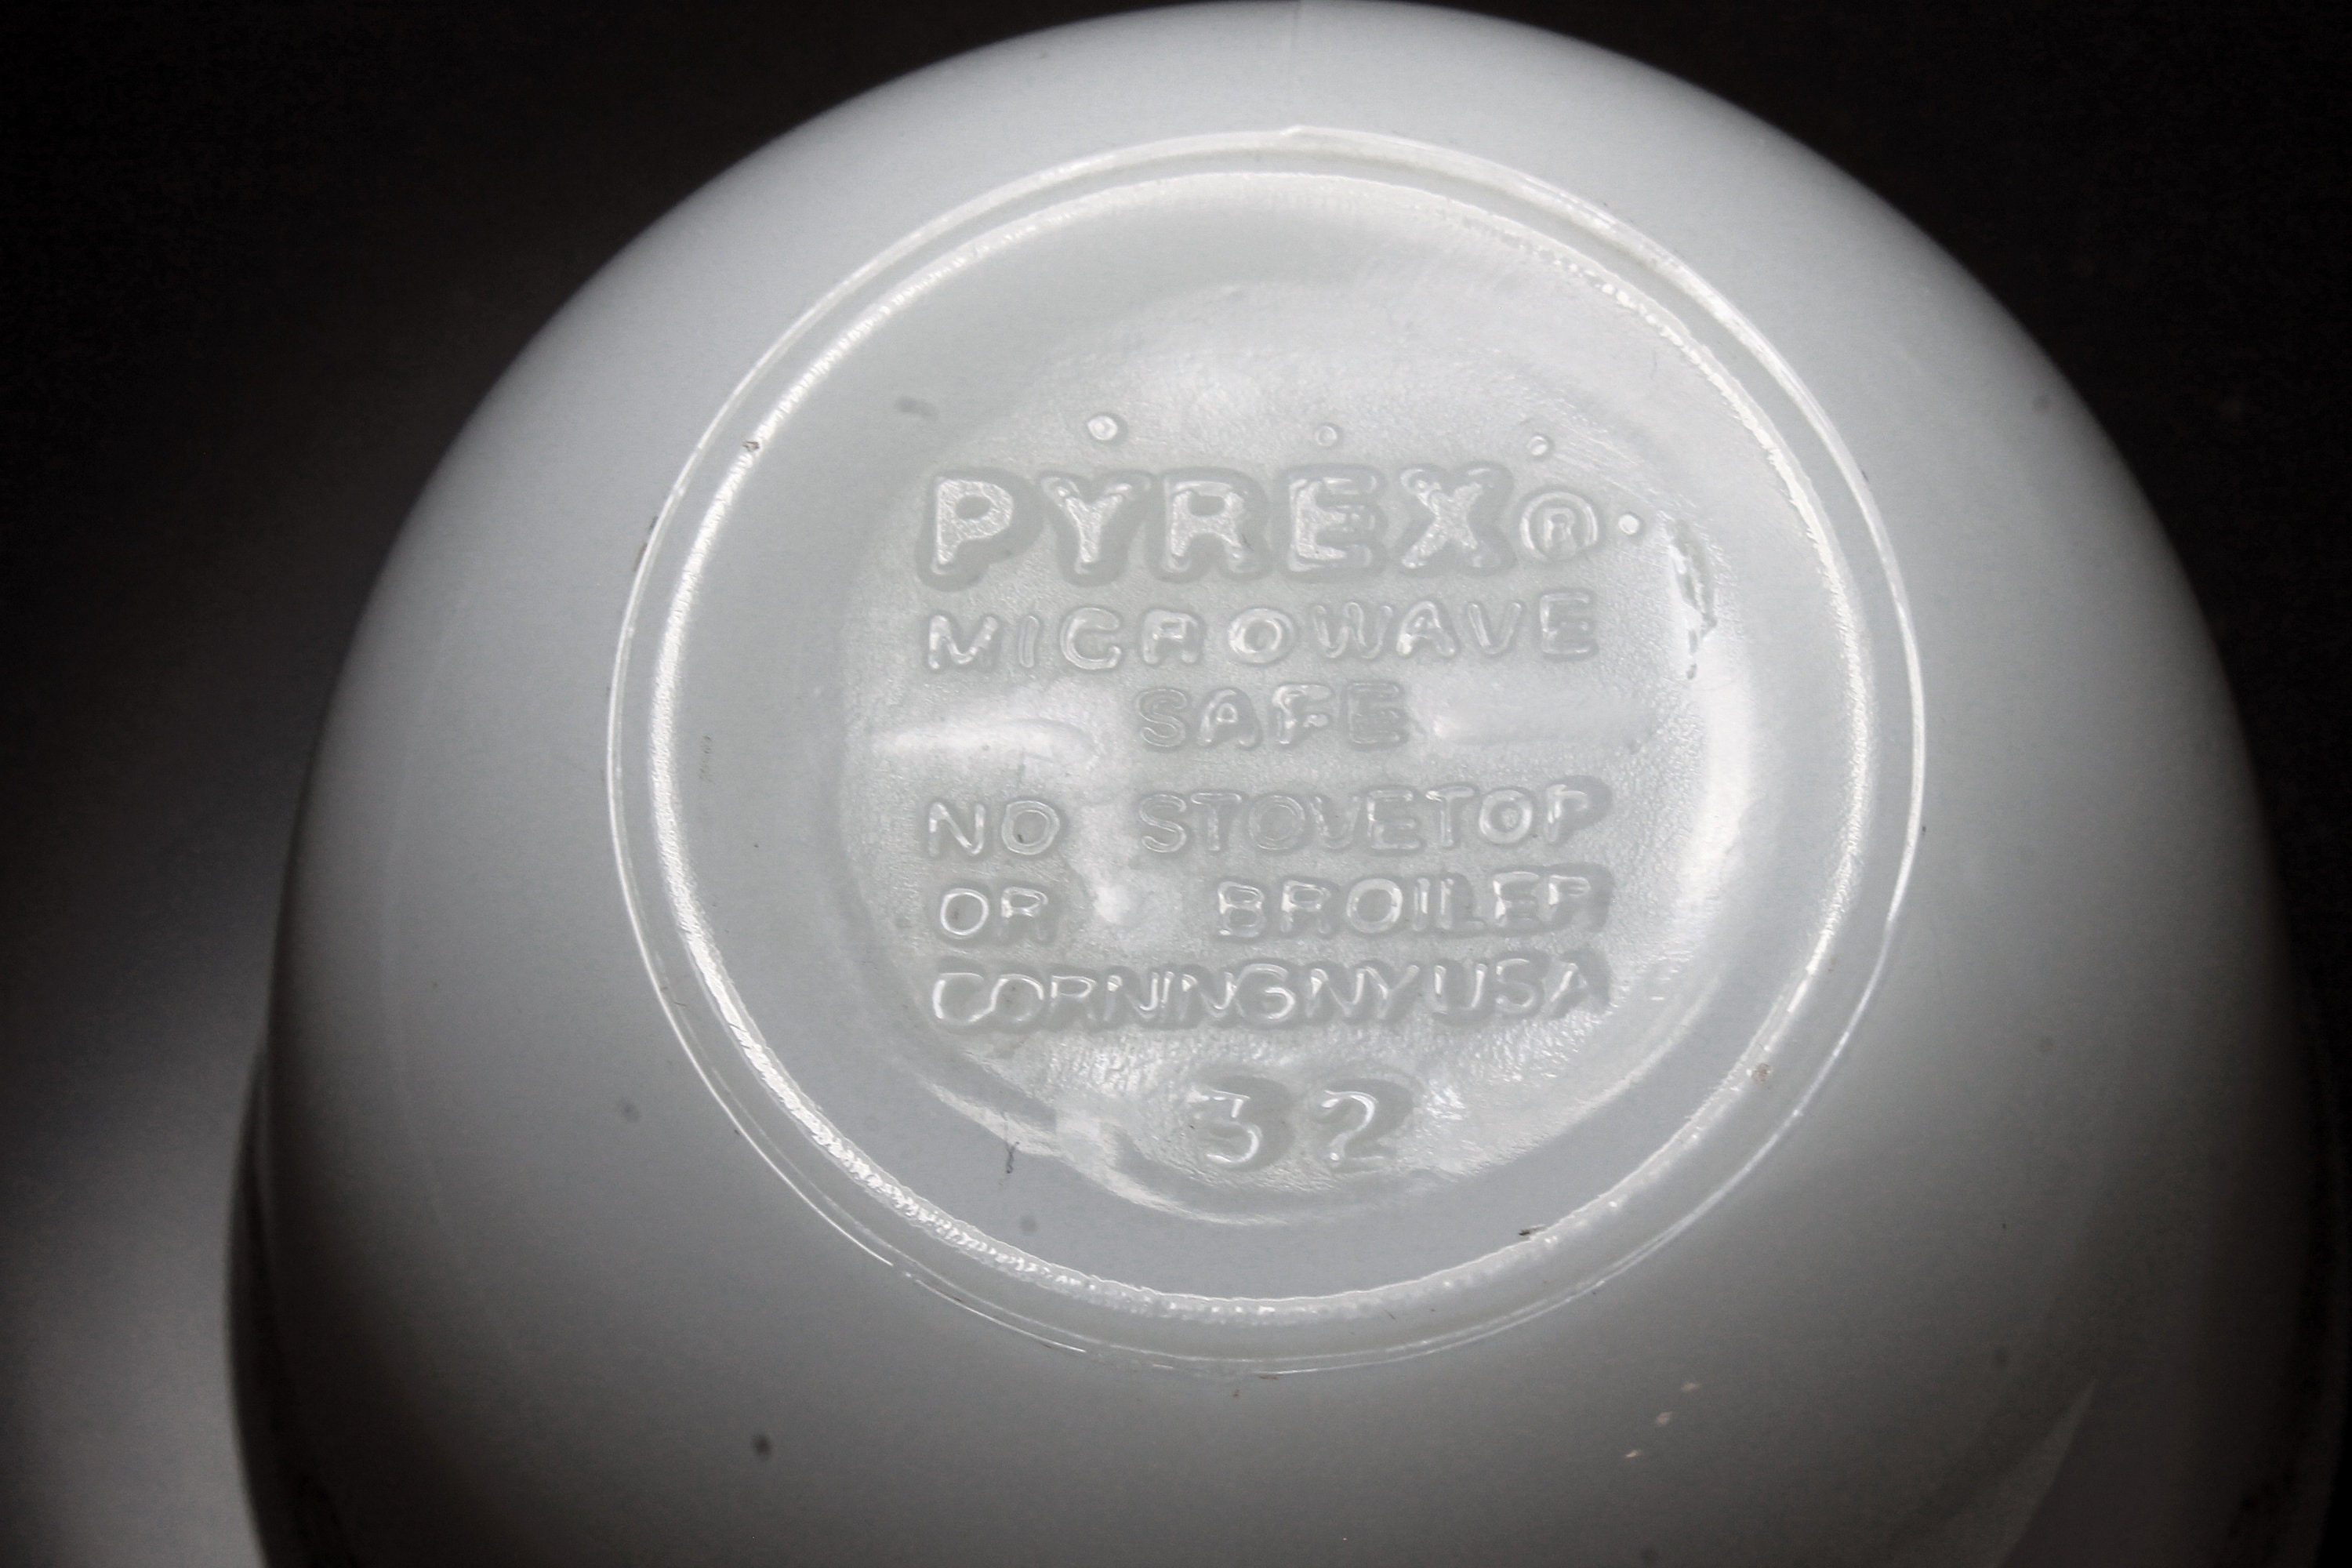 PYREX®
MICROWAVE
SAFE
NO STOVETOP
OR BROILER
CORNING NY USA
32